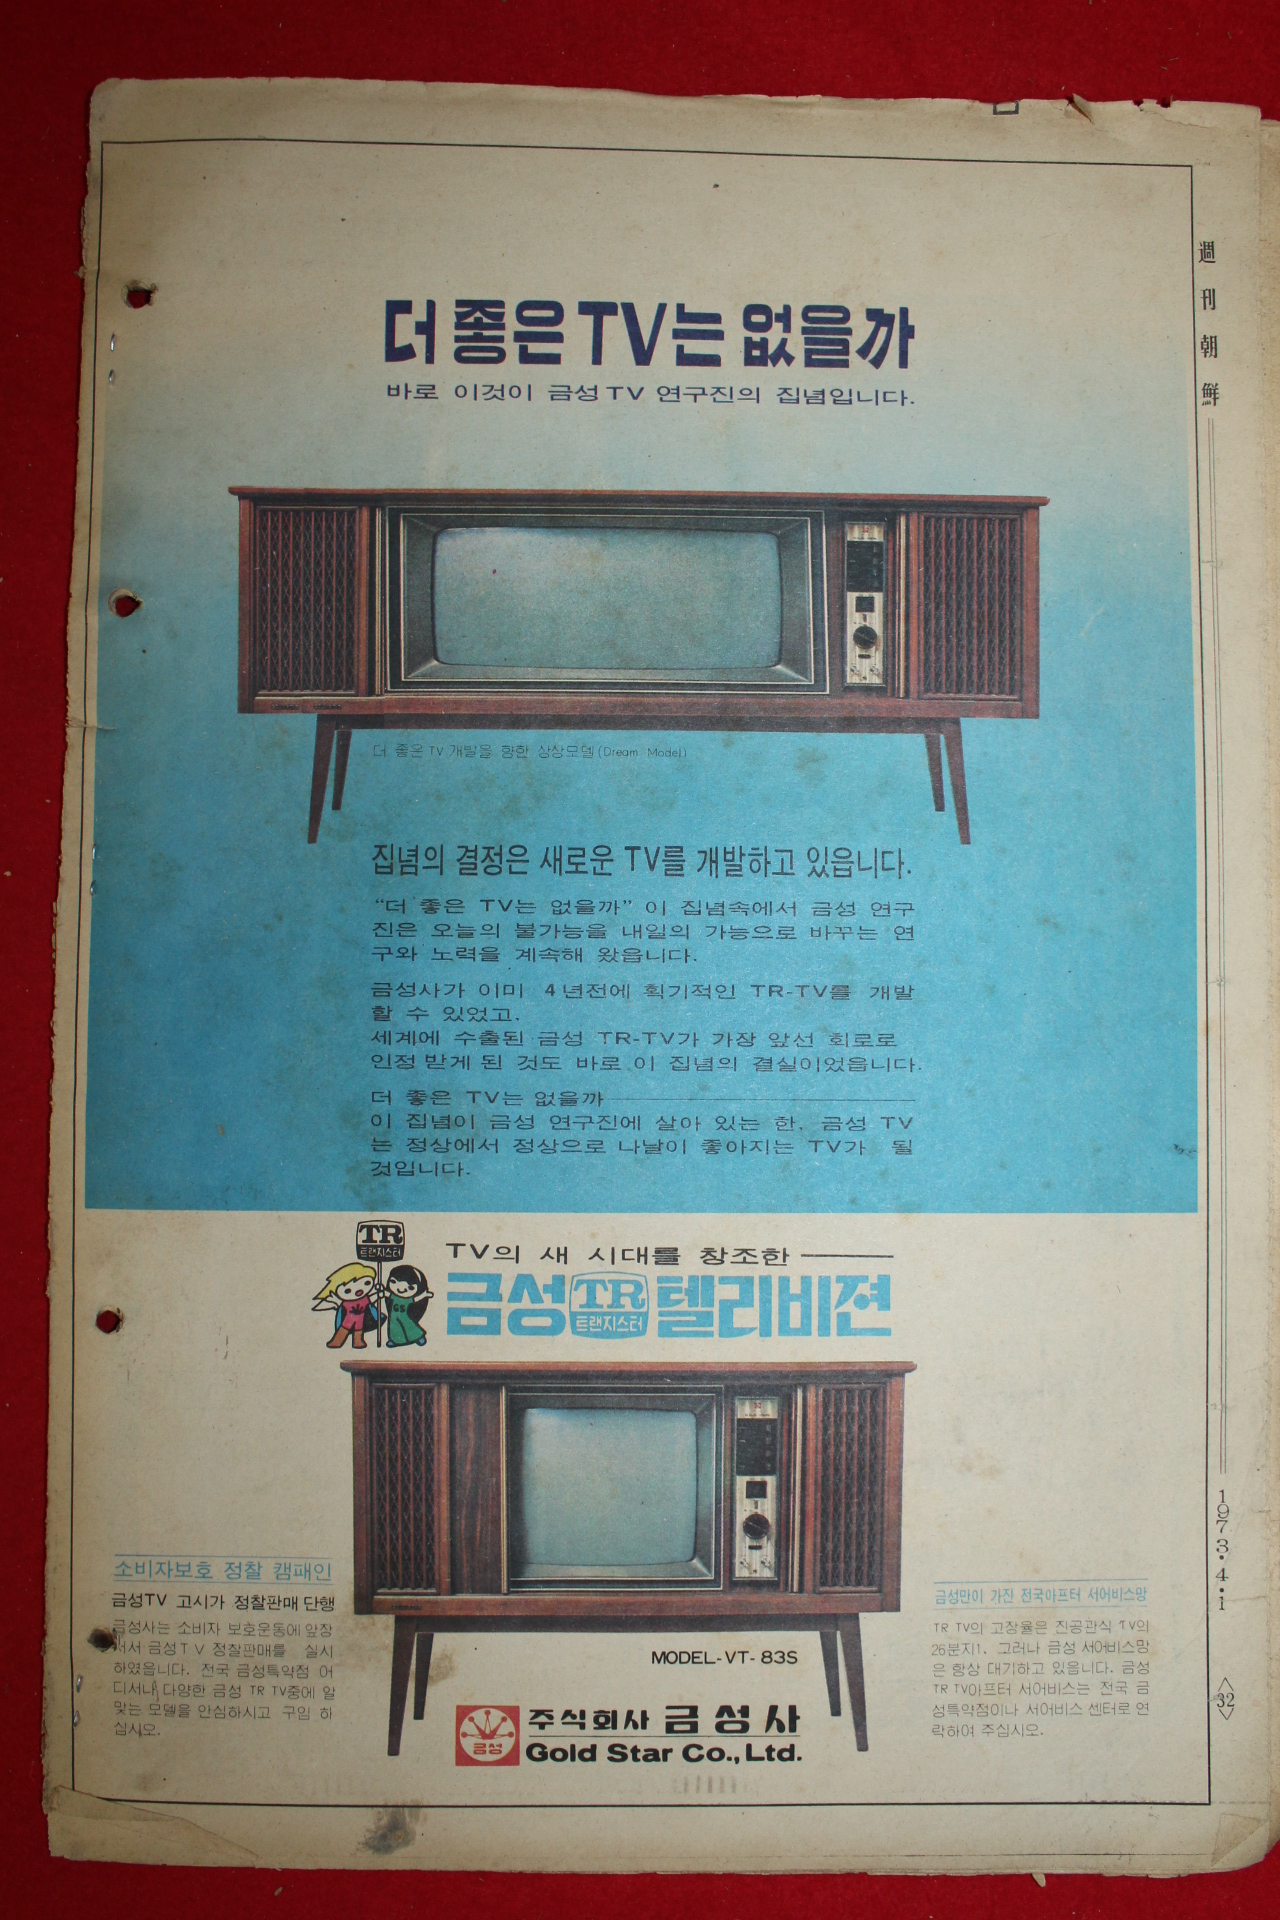 더 좋은 TV는 없을까
바로 이것이 금성 TV 연구진의 집념입니다.
더 좋은 TV 개발을 향한 상상모델 (Dream Model)
집념의 결정은 새로운 TV를 개발하고 있읍니다.
“더 좋은 TV는 없을까” 이 집념속에서 금성 연구
진은 오늘의 불가능을 내일의 가능으로 바꾸는 연
구와 노력을 계속해 왔읍니다.
금성사가 이미 4년전에 획기적인 TR-TV를 개발
할 수 있었고.
세계에 수출된 금성 TR-TV가 가장 앞선 회로로
인정 받게 된 것도 바로 이 집념의 결실이었읍니다.
더 좋은 TV는 없을까
이 집념이 금성 연구진에 살아 있는 한, 금성 TV
는 정상에서 정상으로 나날이 좋아지는 TV가 될
것입니다.
TR
트랜지스터
GS
TV의 새 시대를 창조한
금성 TR 트랜지스터 텔리비젼
소비자보호 정찰 캠패인
금성TV 고시가 정찰판매 단행
금성사는 소비자 보호운동에 앞장
서서 금성TV 정찰판매를 실시
하였읍니다. 전국 금성특약점 어
디서나 다양한 금성 TR TV중에 알
맞는 모델을 안심하시고 구입 하
십시오.
MODEL-VT-83S
금성
주식회사 금성사
Gold Star Co., Ltd.
금성만이 가진 전국아프터 서어비스망
TR TV의 고장율은 진공관식 TV의
26분지1. 그러나 금성 서어비스망
은 항상 대기하고 있읍니다. 금성
TR TV아프터 서어비스는 전국 금
성특약점이나 서어비스 센터로 연
락하여 주십시오.
週刊朝鮮
1973·4·1
32